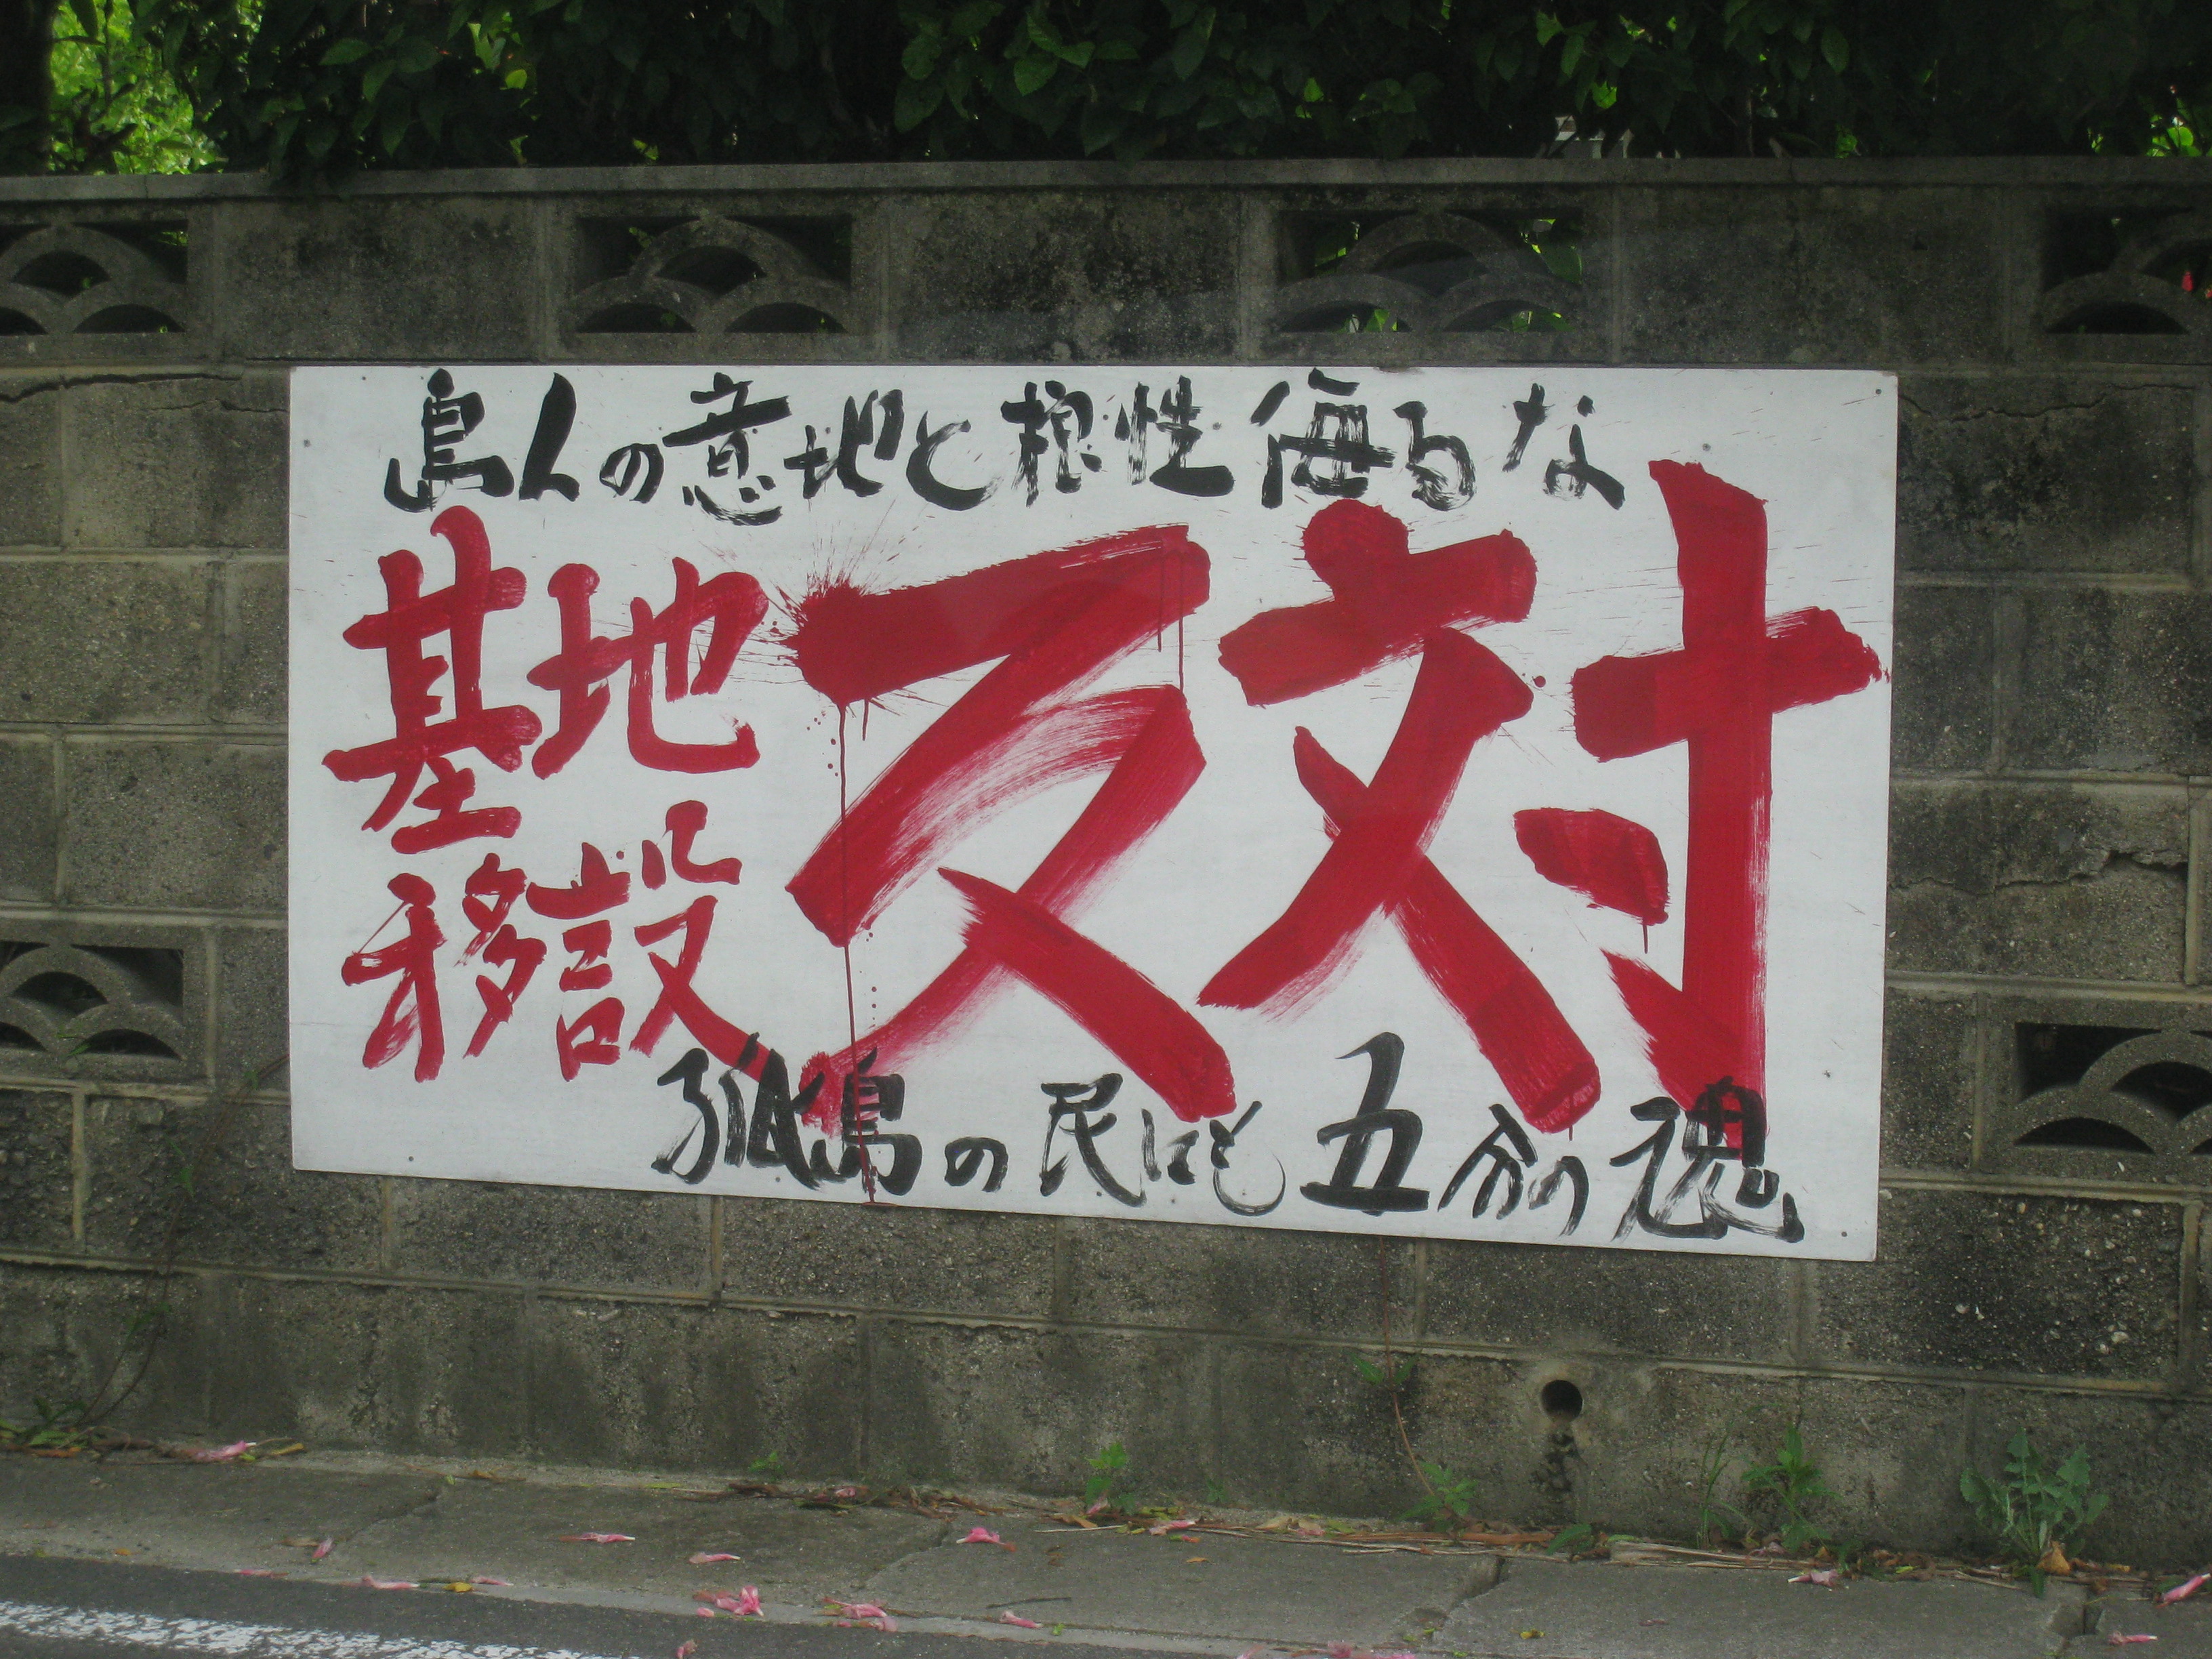 島人の意地と根性侮るな
基地
移設
反対
孤島の民にも五分の魂